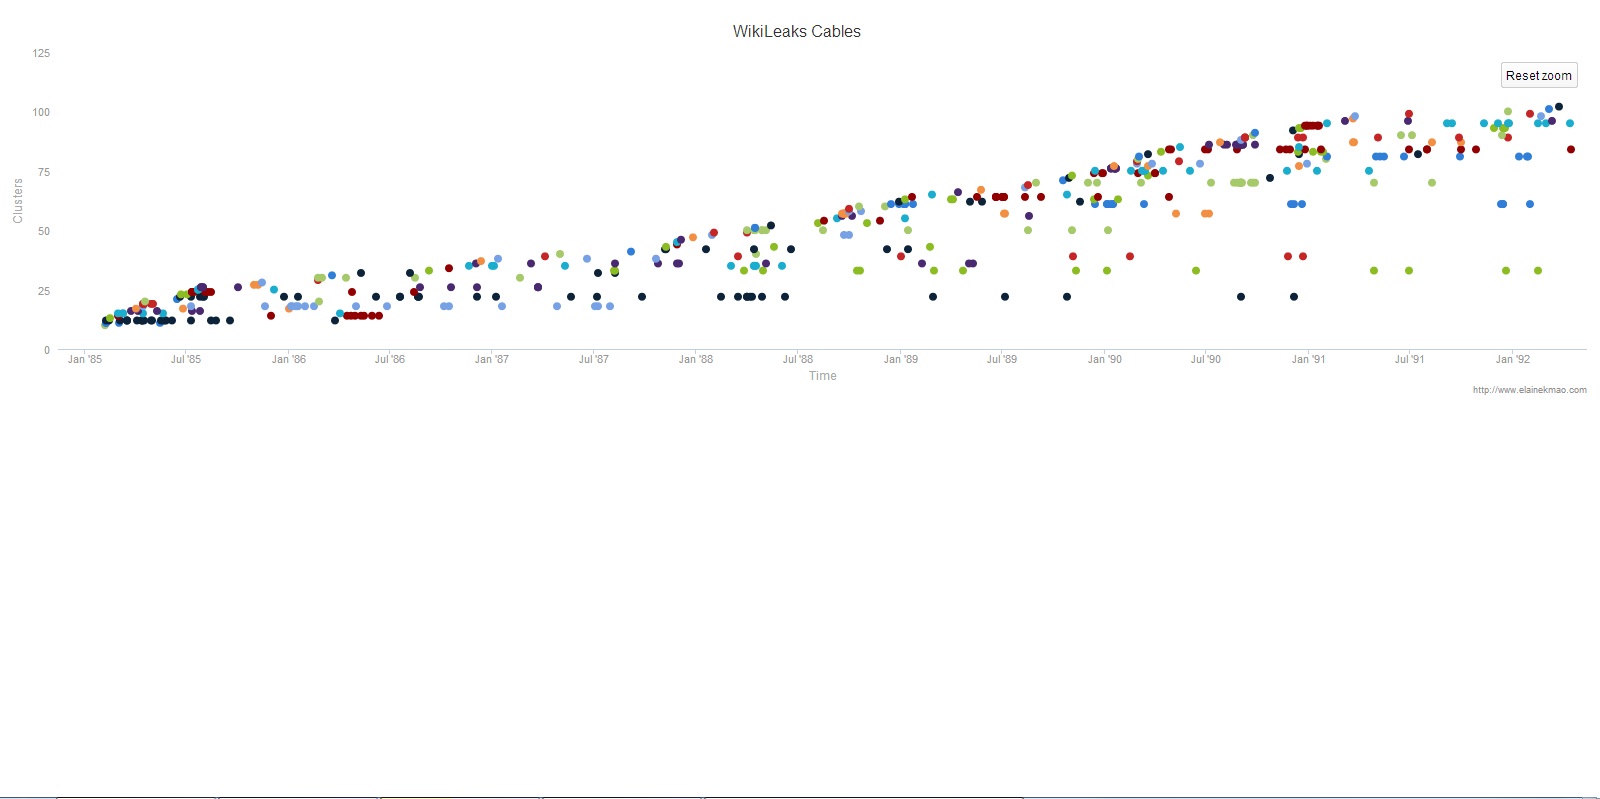 WikiLeaks Cables
125
Reset zoom
100
75
50
25
0
Clusters
Jan '85 Jul '85 Jan '86 Jul '86 Jan '87 Jul '87 Jan '88 Jul '88 Jan '89 Jul '89 Jan '90 Jul '90 Jan '91 Jul '91 Jan '92
Time
http://www.elainekmao.com